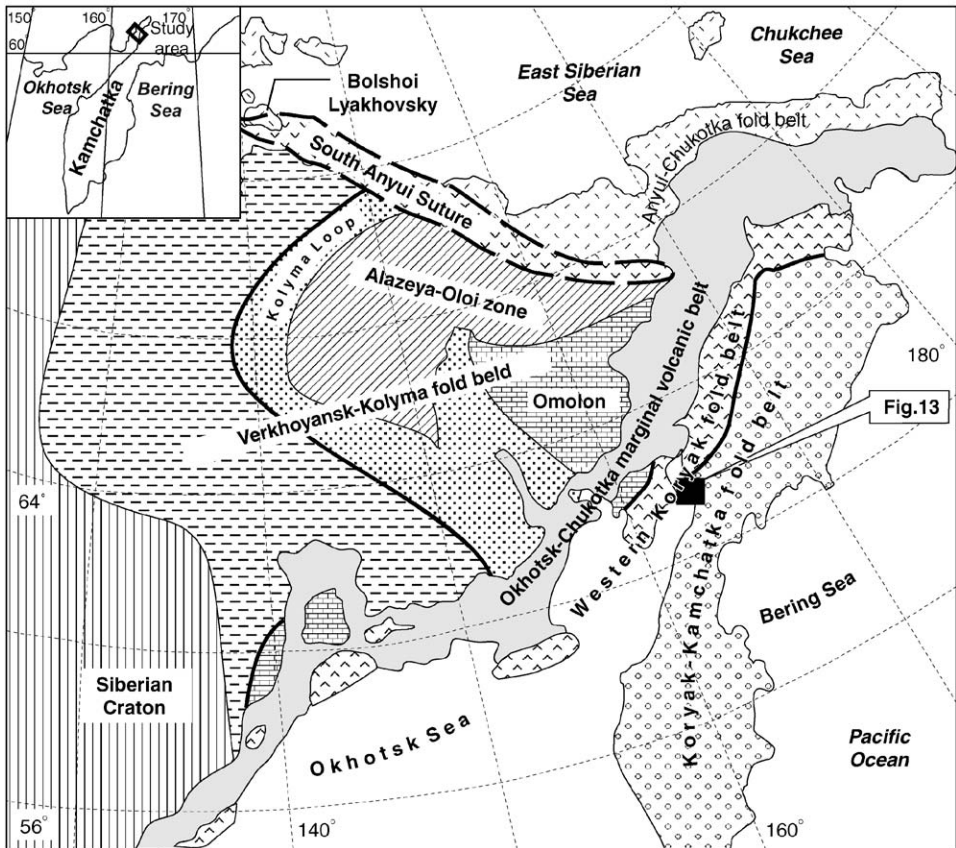 150° 160° 170°
Study
area
60
Okhotsk
Sea
Bering
Sea
Kamchatka
Bolshoi
Lyakhovsky
East Siberian
Sea
Chukchee
Sea
Anyui-Chukotka fold belt
South Anyui Suture
Kolyma Loop
Alazeya-Oloi zone
Verkhoyansk-Kolyma fold beld
Omolon
Okhotsk-Chukotka marginal volcanic belt
Western Koryak fold belt
Koryak-Kamchatka fold belt
180°
Fig.13
64°
Bering Sea
Siberian
Craton
Okhotsk Sea
Pacific
Ocean
56°
140°
160°